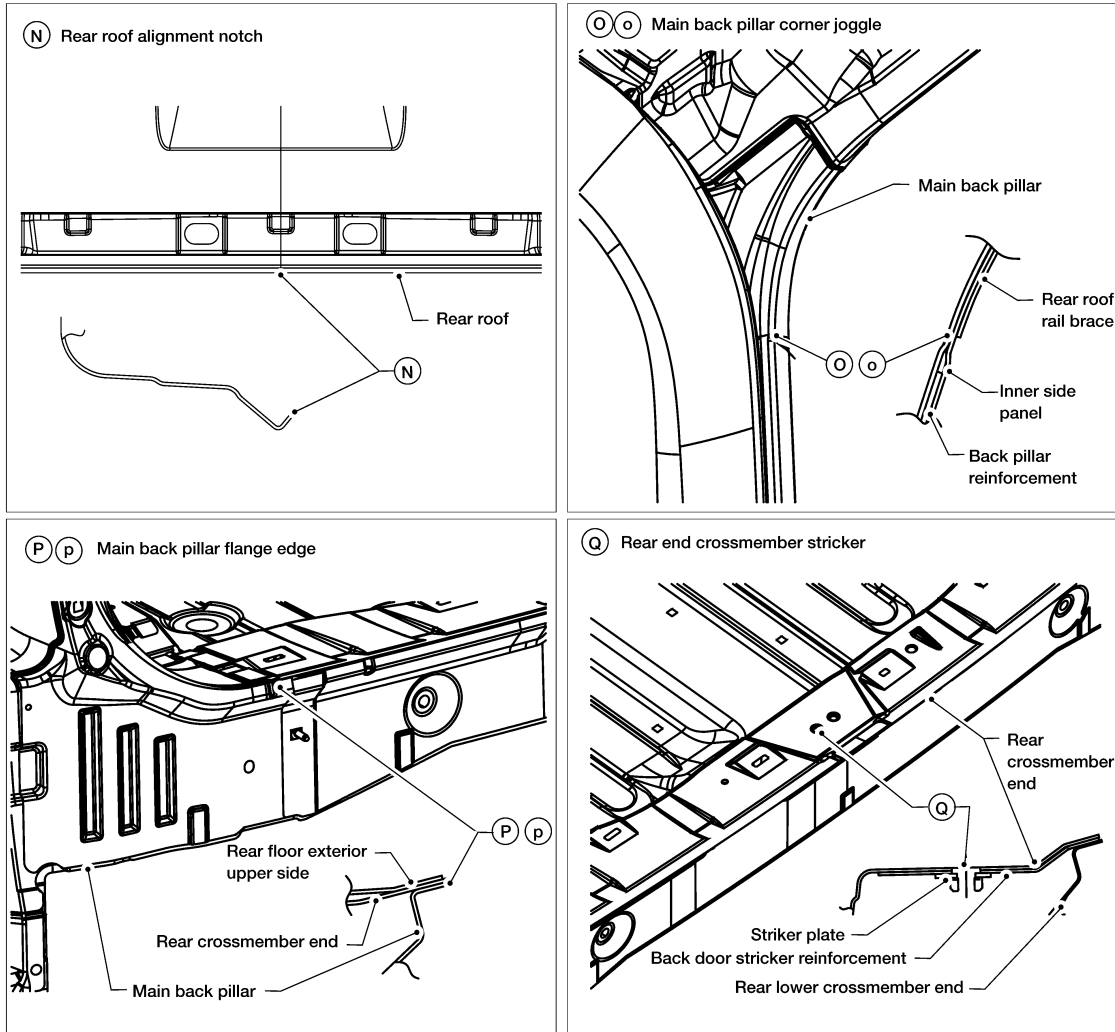 N Rear roof alignment notch
Rear roof
N
O o Main back pillar corner joggle
Main back pillar
Rear roof
rail brace
O o
Inner side
panel
Back pillar
reinforcement
P p Main back pillar flange edge
P p
Rear floor exterior
upper side
Rear crossmember end
Main back pillar
Q Rear end crossmember stricker
Rear
crossmember
end
Q
Striker plate
Back door stricker reinforcement
Rear lower crossmember end